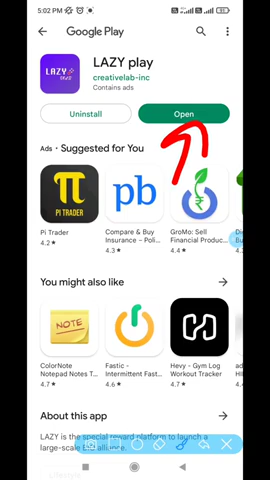 5:02 PM
Google Play
LAZY
LAZY play
creativelab-inc
Contains ads
Uninstall
Open
Ads • Suggested for You
pb
Pi Trader
4.2★
Compare & Buy
Insurance – Poli...
4.3★
GroMo: Sell
Financial Produc...
4.4★
You might also like
NOTE
ColorNote
Notepad Notes T...
4.7★
Fastic -
Intermittent Fast...
4.6★
Hevy - Gym Log
Workout Tracker
4.7★
About this app
LAZY is the special reward platform to launch a
large-scale